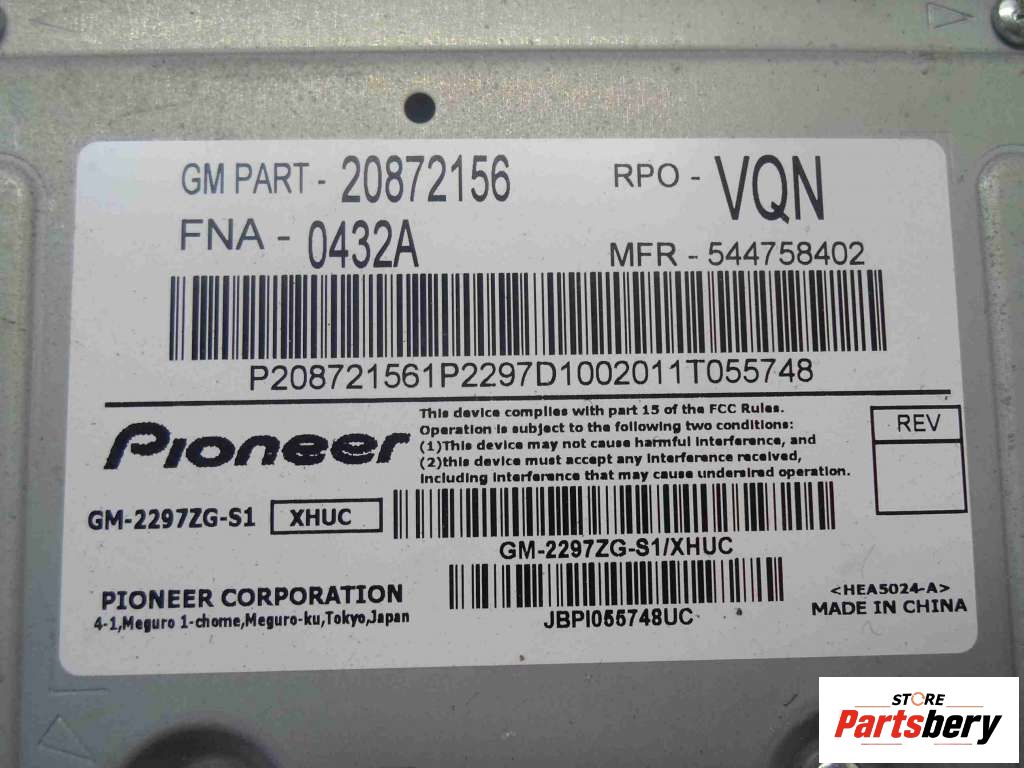 GM PART - 20872156
RPO - VQN
FNA - 0432A
MFR - 544758402
P208721561P2297D1002011T055748
Pioneer
This device complies with part 15 of the FCC Rules.
Operation is subject to the following two conditions:
(1)This device may not cause harmful interference, and
(2)this device must accept any interference received,
including interference that may cause undersired operation.
REV
GM-2297ZG-S1 XHUC
GM-2297ZG-S1/XHUC
PIONEER CORPORATION
4-1,Meguro 1-chome,Meguro-ku,Tokyo,Japan
JBPI055748UC
<HEA5024-A>
MADE IN CHINA
STORE
Partsbery